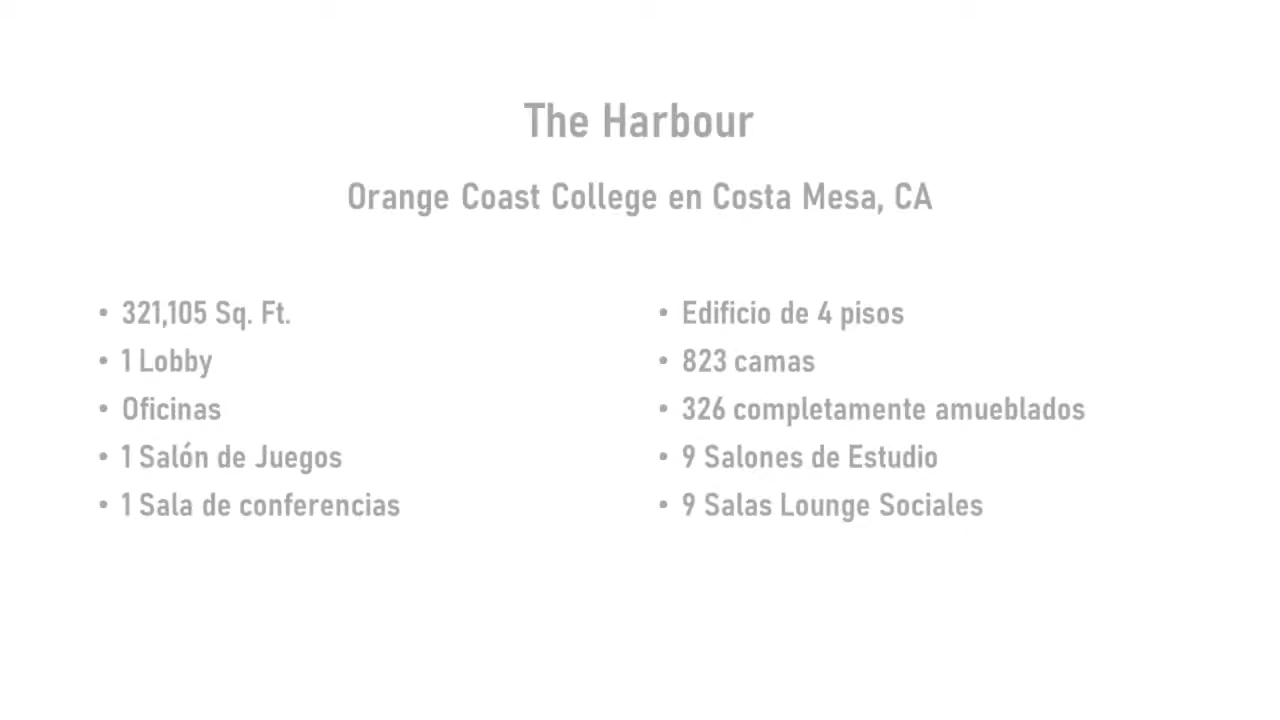 The Harbour
Orange Coast College en Costa Mesa, CA
• 321,105 Sq. Ft.
• 1 Lobby
• Oficinas
• 1 Salón de Juegos
• 1 Sala de conferencias
• Edificio de 4 pisos
• 823 camas
• 326 completamente amueblados
• 9 Salones de Estudio
• 9 Salas Lounge Sociales